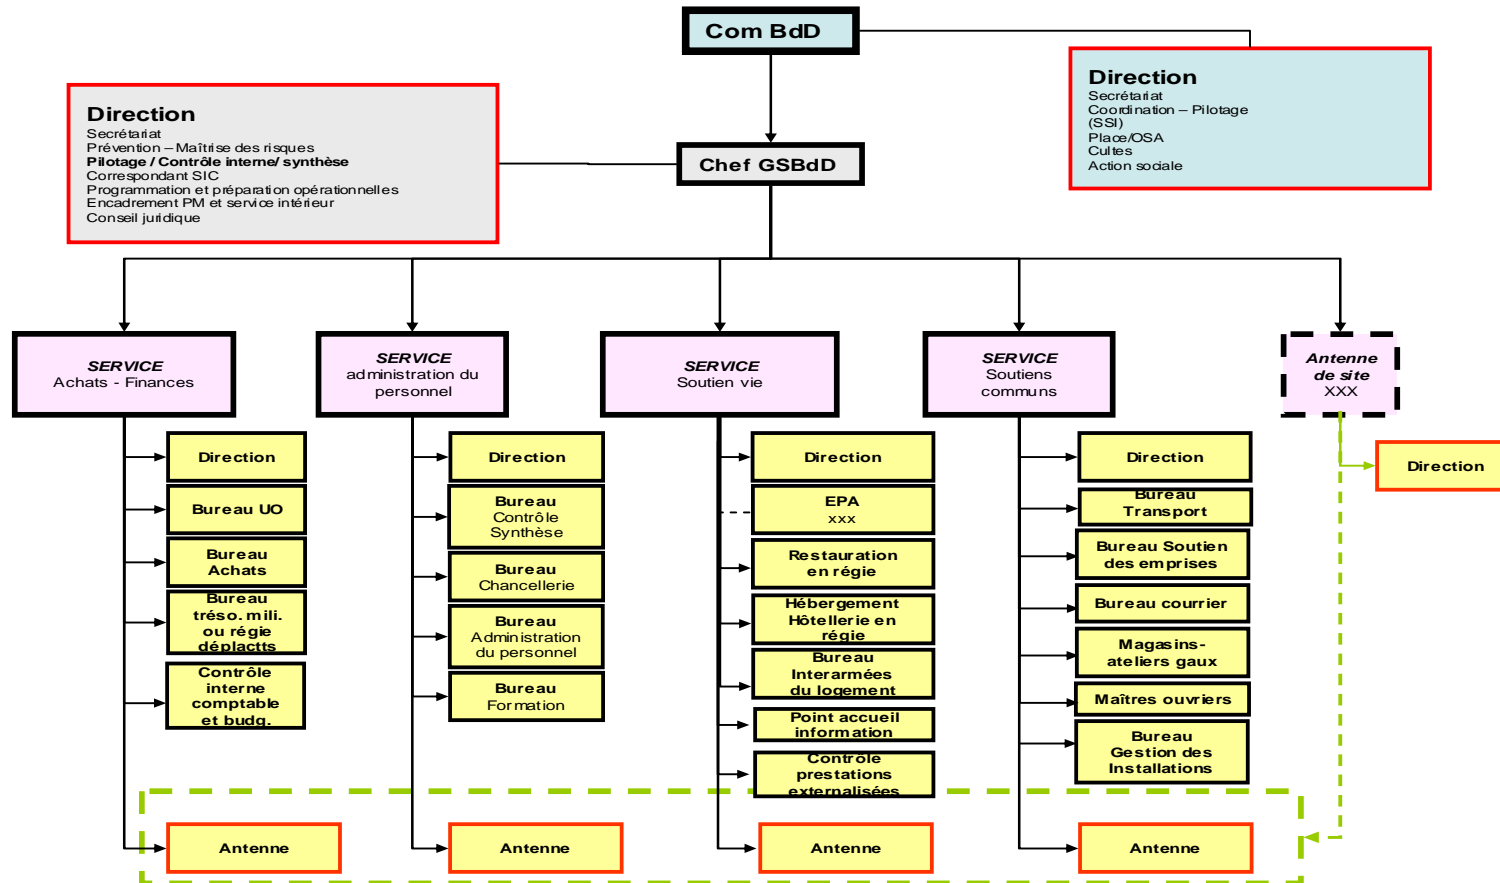 Com BdD
Direction
Secrétariat
Coordination – Pilotage
(SSI)
Place/OSA
Cultes
Action sociale
Direction
Secrétariat
Prévention – Maîtrise des risques
Pilotage / Contrôle interne/ synthèse
Correspondant SIC
Programmation et préparation opérationnelles
Encadrement PM et service intérieur
Conseil juridique
Chef GSBdD
SERVICE
Achats - Finances
SERVICE
administration du
personnel
SERVICE
Soutien vie
SERVICE
Soutiens
communs
Antenne
de site
XXX
Direction
Bureau UO
Bureau
Achats
Bureau
tréso. mili.
ou régie
déplactts
Contrôle
interne
comptable
et budg.
Antenne
Direction
Bureau
Contrôle
Synthèse
Bureau
Chancellerie
Bureau
Administration
du personnel
Bureau
Formation
Antenne
Direction
EPA
xxx
Restauration
en régie
Hébergement
Hôtellerie en
régie
Bureau
Interarmées
du logement
Point accueil
information
Contrôle
prestations
externalisées
Antenne
Direction
Bureau
Transport
Bureau Soutien
des emprises
Bureau courrier
Magasins-
ateliers gaux
Maîtres ouvriers
Bureau
Gestion des
Installations
Antenne
Direction